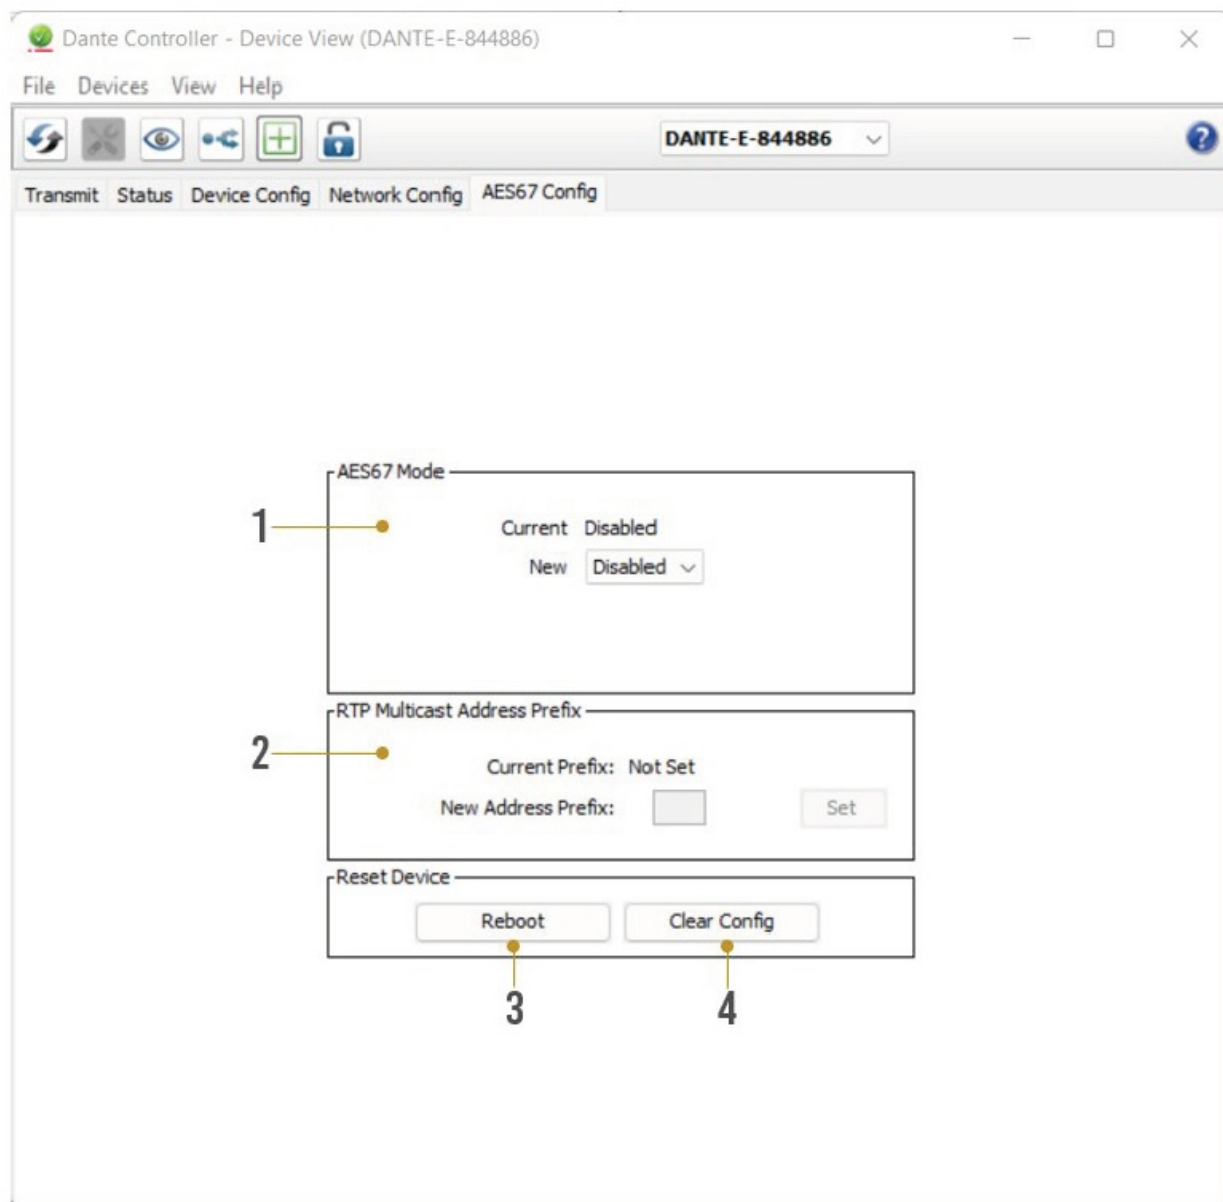 Dante Controller - Device View (DANTE-E-844886)
File Devices View Help
DANTE-E-844886
Transmit Status Device Config Network Config AES67 Config
AES67 Mode
1
Current Disabled
New Disabled
RTP Multicast Address Prefix
2
Current Prefix: Not Set
New Address Prefix: Set
Reset Device
Reboot Clear Config
3 4